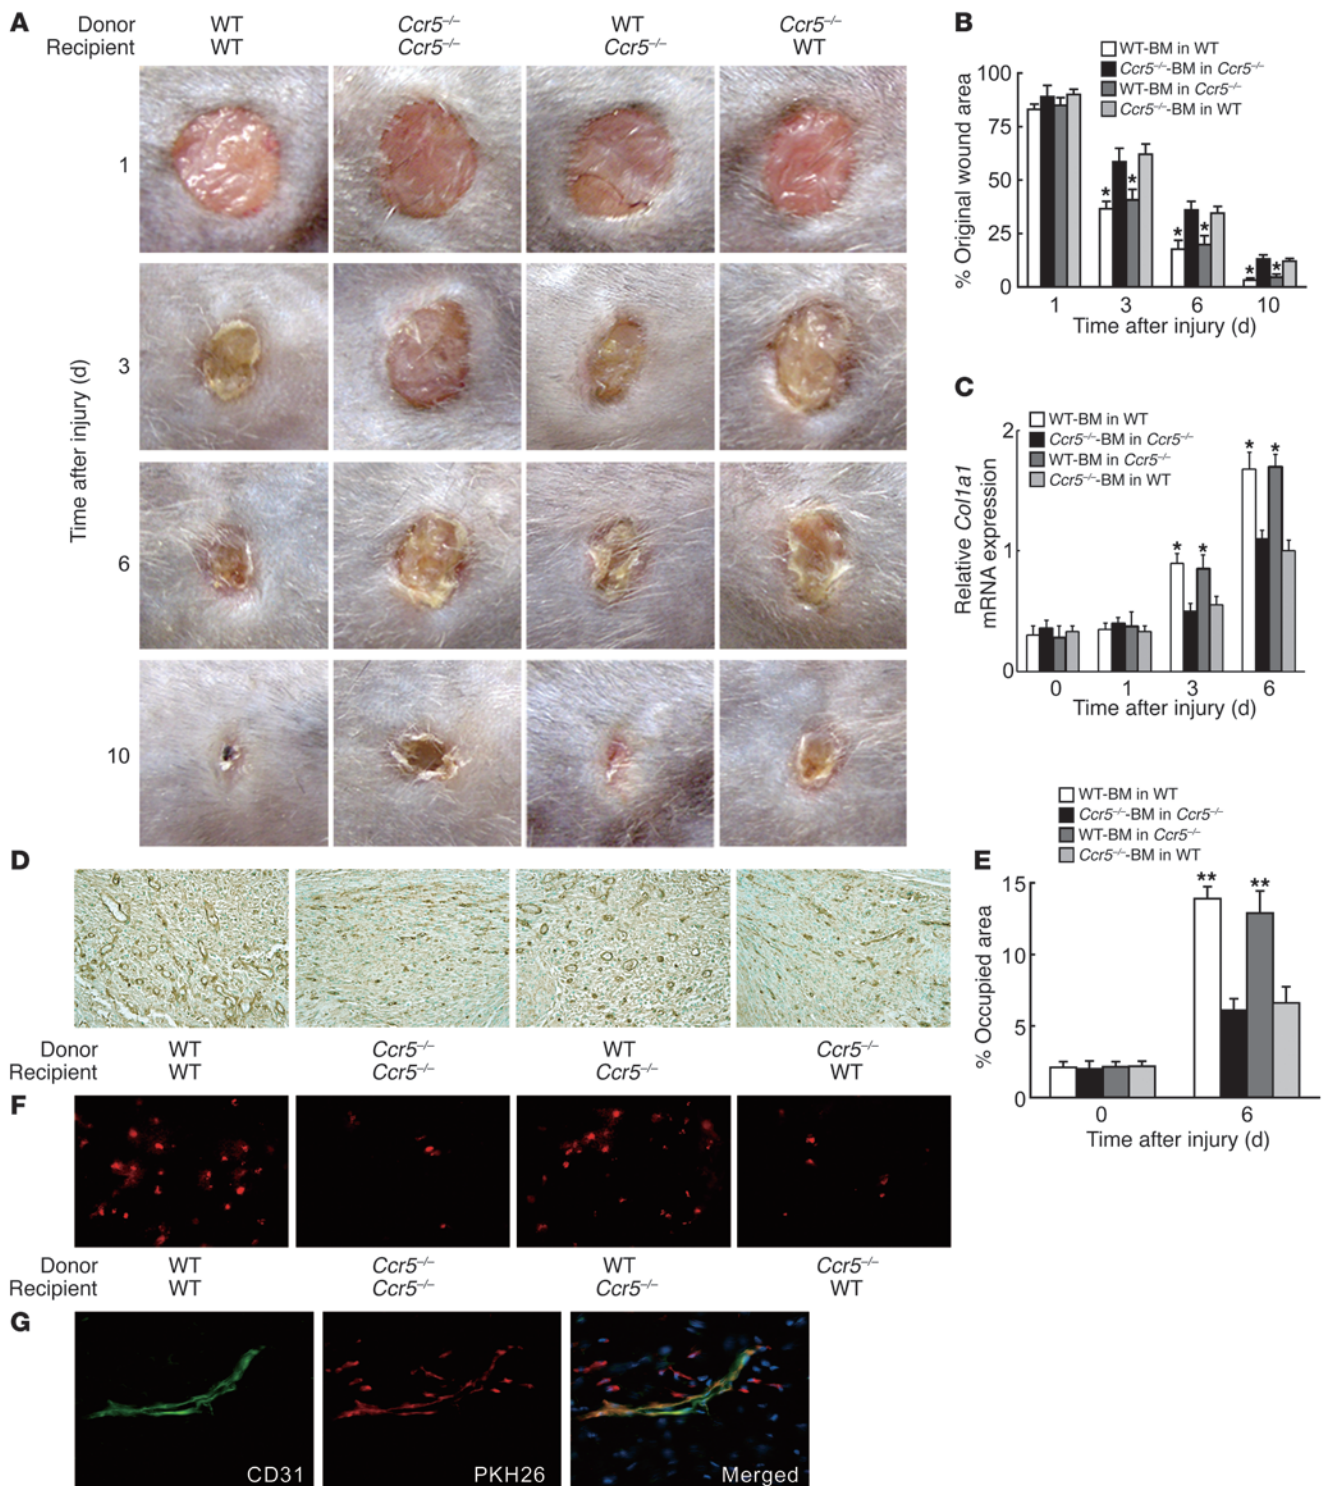 A
Donor WT Ccr5–/– WT Ccr5–/–
Recipient WT Ccr5–/– Ccr5–/– WT
1
3
6
10
Time after injury (d)
B
WT-BM in WT
Ccr5–/–-BM in Ccr5–/–
WT-BM in Ccr5–/–
Ccr5–/–-BM in WT
% Original wound area
100
75
50
25
0
* *
* *
* *
1 3 6 10
Time after injury (d)
C
WT-BM in WT
Ccr5–/–-BM in Ccr5–/–
WT-BM in Ccr5–/–
Ccr5–/–-BM in WT
Relative Col1a1
mRNA expression
2
1
0
* *
* *
0 1 3 6
Time after injury (d)
D
Donor WT Ccr5–/– WT Ccr5–/–
Recipient WT Ccr5–/– Ccr5–/– WT
E
WT-BM in WT
Ccr5–/–-BM in Ccr5–/–
WT-BM in Ccr5–/–
Ccr5–/–-BM in WT
% Occupied area
15
10
5
0
** **
0 6
Time after injury (d)
F
Donor WT Ccr5–/– WT Ccr5–/–
Recipient WT Ccr5–/– Ccr5–/– WT
G
CD31 PKH26 Merged